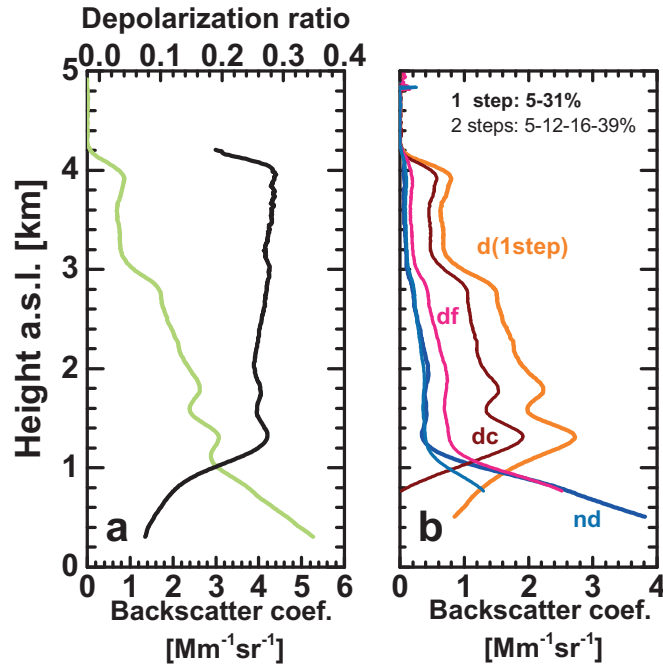 Depolarization ratio
0.0 0.1 0.2 0.3 0.4
5
4
3
2
1
0
Height a.s.l. [km]
a
0 1 2 3 4 5 6
Backscatter coef.
[Mm⁻¹sr⁻¹]
1 step: 5-31%
2 steps: 5-12-16-39%
d(1step)
df
dc
nd
b
0 1 2 3 4
Backscatter coef.
[Mm⁻¹sr⁻¹]